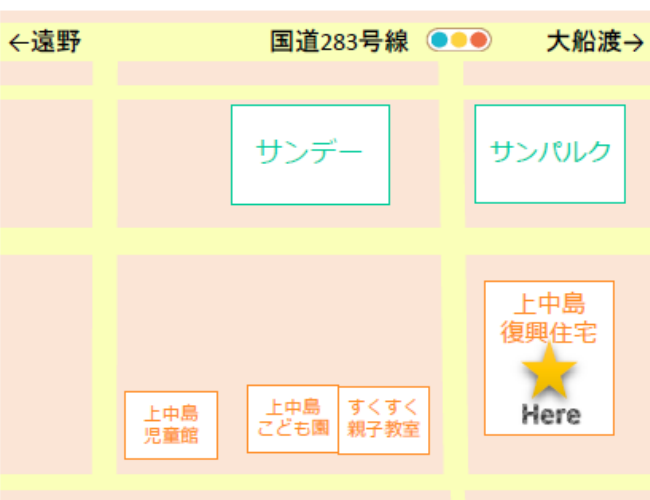 ←遠野
国道283号線
大船渡→
サンデー
サンパルク
上中島
復興住宅
Here
上中島
児童館
上中島
こども園
すくすく
親子教室